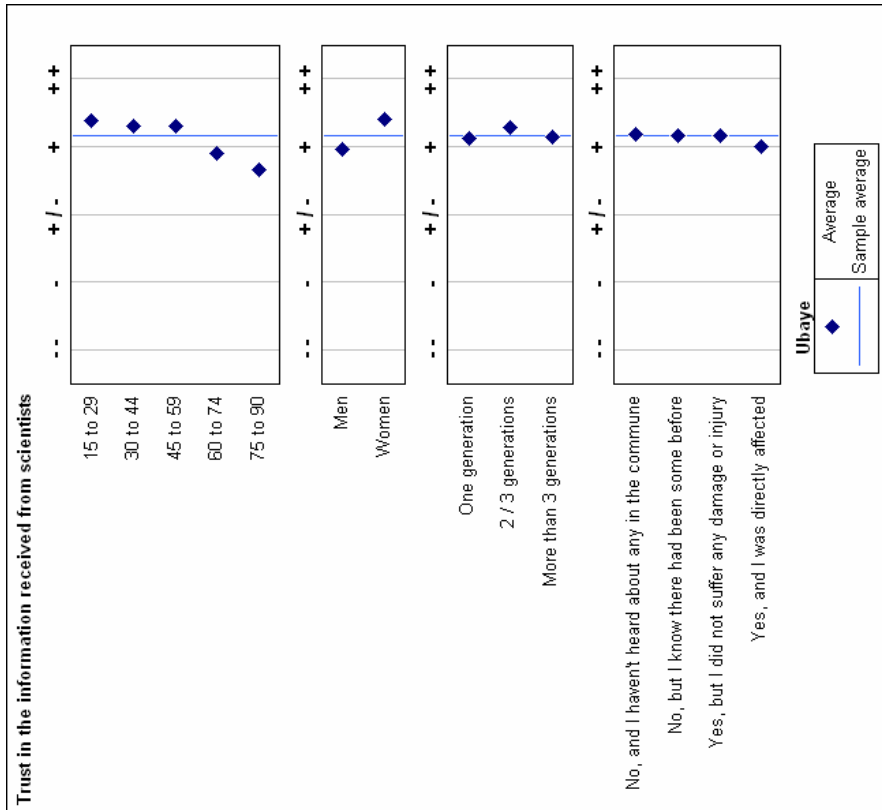 Trust in the information received from scientists
-- - +/- + ++
15 to 29
30 to 44
45 to 59
60 to 74
75 to 90
-- - +/- + ++
Men
Women
-- - +/- + ++
One generation
2 / 3 generations
More than 3 generations
-- - +/- + ++
No, and I haven't heard about any in the commune
No, but I know there had been some before
Yes, but I did not suffer any damage or injury
Yes, and I was directly affected
Ubaye
Average
Sample average